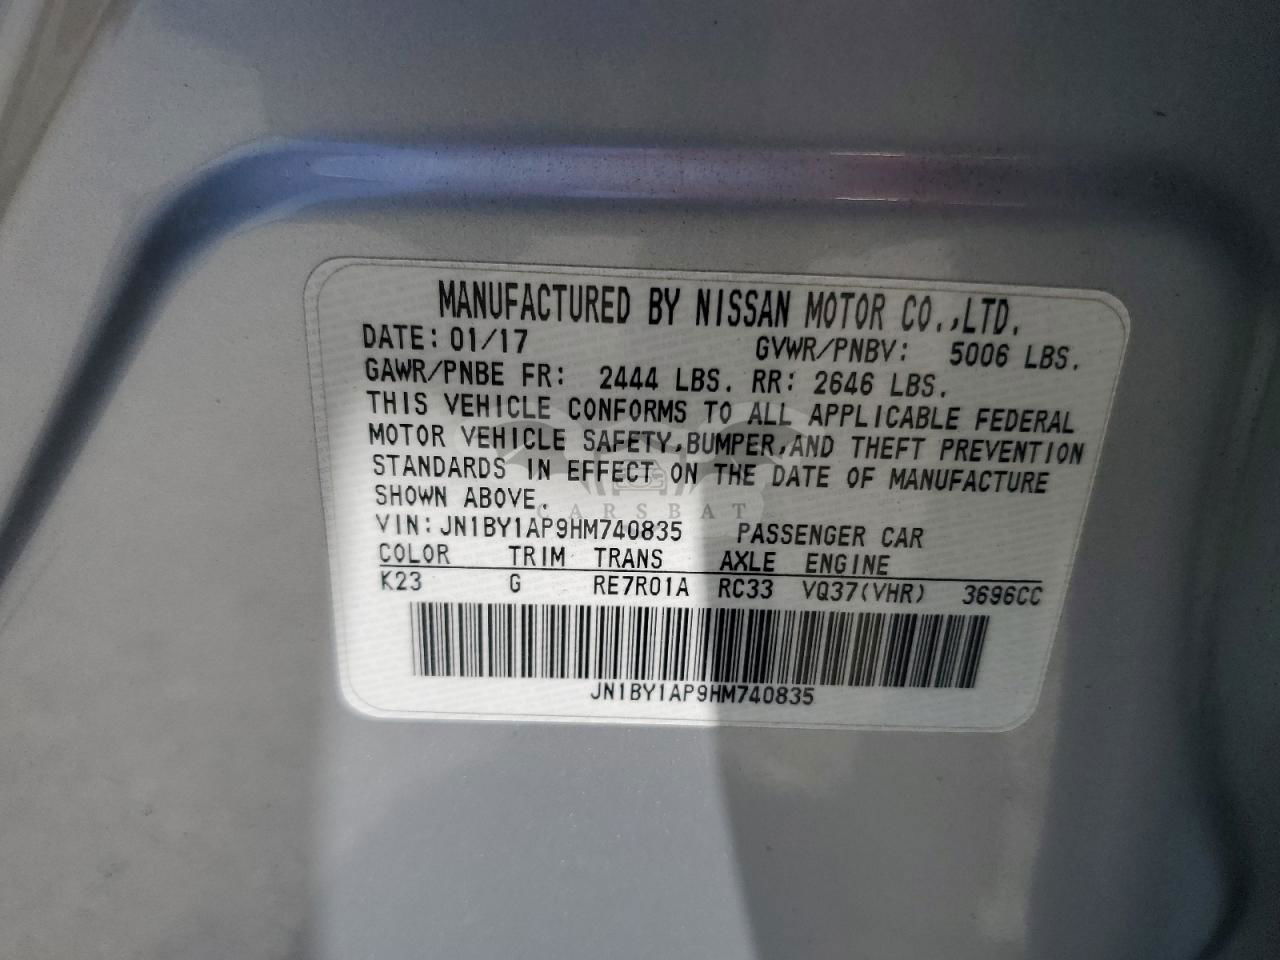 MANUFACTURED BY NISSAN MOTOR CO.,LTD.
DATE: 01/17 GVWR/PNBV: 5006 LBS.
GAWR/PNBE FR: 2444 LBS. RR: 2646 LBS.
THIS VEHICLE CONFORMS TO ALL APPLICABLE FEDERAL
MOTOR VEHICLE SAFETY,BUMPER,AND THEFT PREVENTION
STANDARDS IN EFFECT ON THE DATE OF MANUFACTURE
SHOWN ABOVE.
CARSBAT
VIN: JN1BY1AP9HM740835 PASSENGER CAR
COLOR TRIM TRANS AXLE ENGINE
K23 G RE7R01A RC33 VQ37(VHR) 3696CC
JN1BY1AP9HM740835